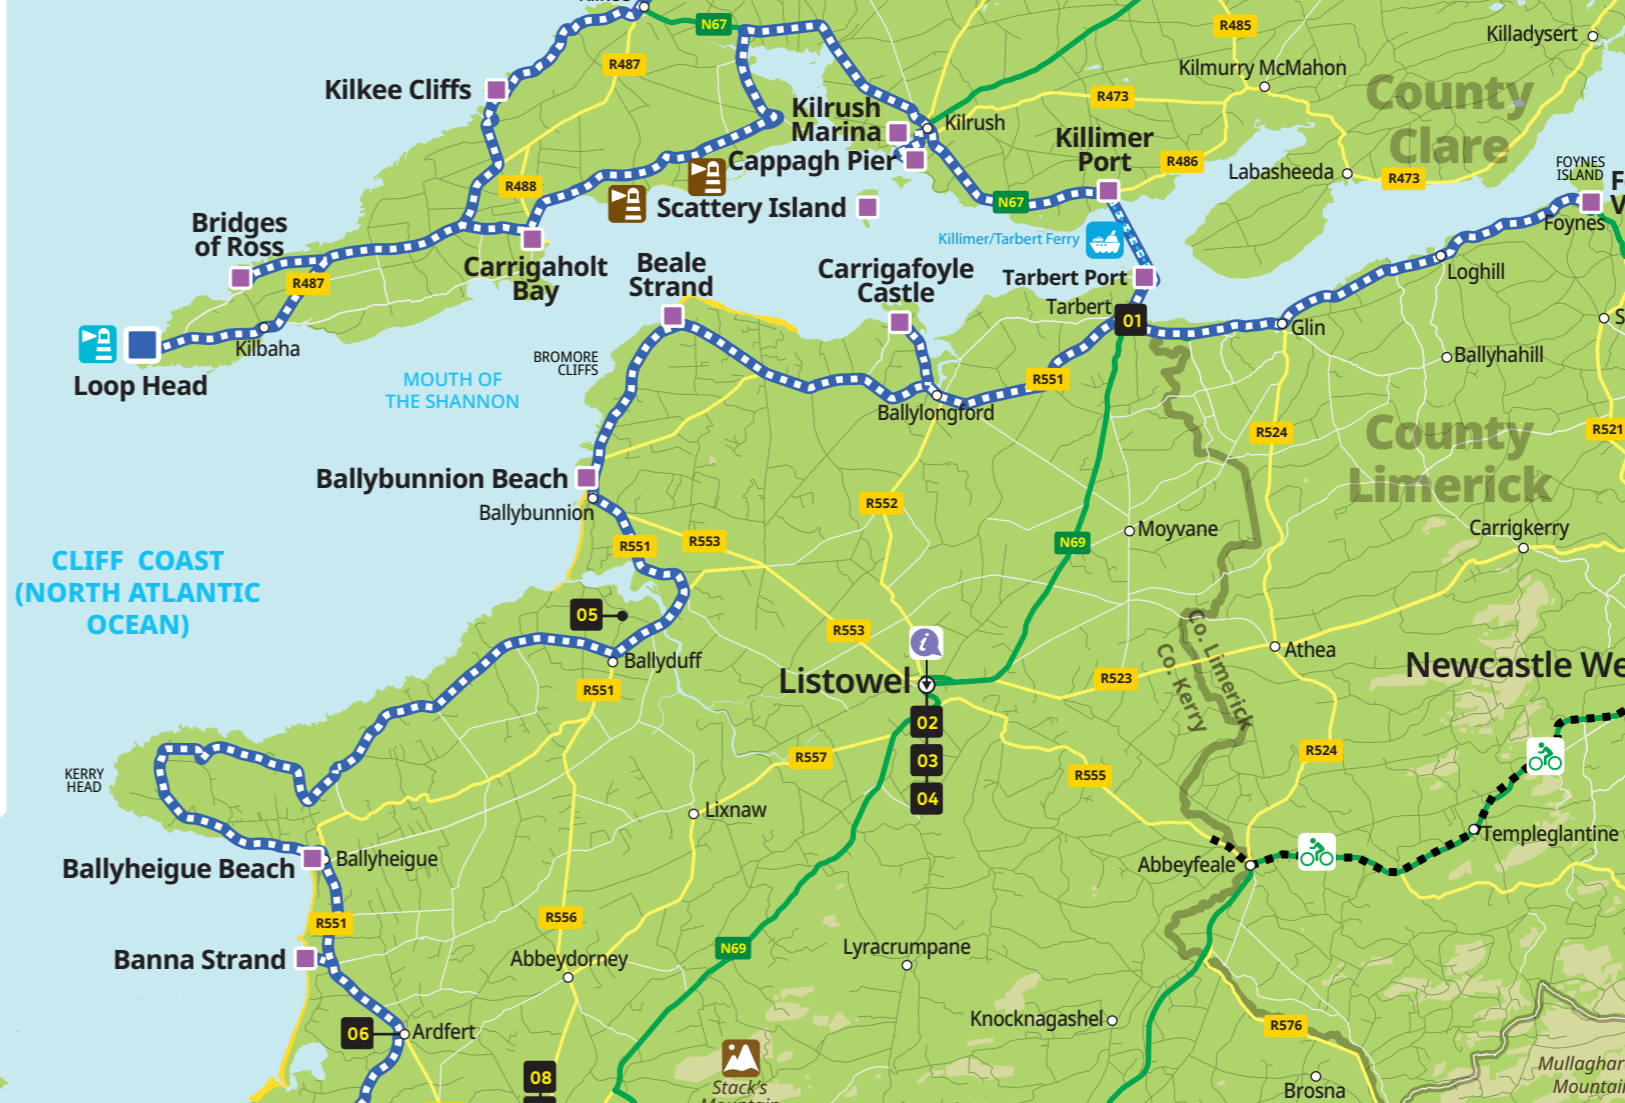 N67
R485
Killadysert
R487
Kilmurry McMahon
Kilkee Cliffs
R473
County
Clare
Kilrush
Marina
Kilrush
Killimer
Port
Cappagh Pier
R486
FOYNES
ISLAND
Labasheeda
R473
R488
Scattery Island
N67
Bridges
of Ross
Foynes
Killimer/Tarbert Ferry
Carrigaholt
Bay
Beale
Strand
Carrigafoyle
Castle
Tarbert Port
Loghill
R487
Tarbert
01
Glin
Kilbaha
BROMORE
CLIFFS
Ballyhahill
Loop Head
MOUTH OF
THE SHANNON
R551
Ballylongford
R524
County
Limerick
R521
Ballybunnion Beach
Ballybunnion
R552
Moyvane
Carrigkerry
R551
R553
N69
CLIFF COAST
(NORTH ATLANTIC
OCEAN)
05
R553
i
Co. Limerick
Co. Kerry
Athea
Ballyduff
Listowel
R523
Newcastle We
R551
02
03
04
R557
R524
KERRY
HEAD
R555
Lixnaw
Templeglantine
Ballyheigue Beach
Ballyheigue
Abbeyfeale
R551
R556
Banna Strand
Abbeydorney
N69
Lyracrumpane
06
Ardfert
Knocknagashel
R576
08
Stack's
Mullaghar
Mountai
Brosna